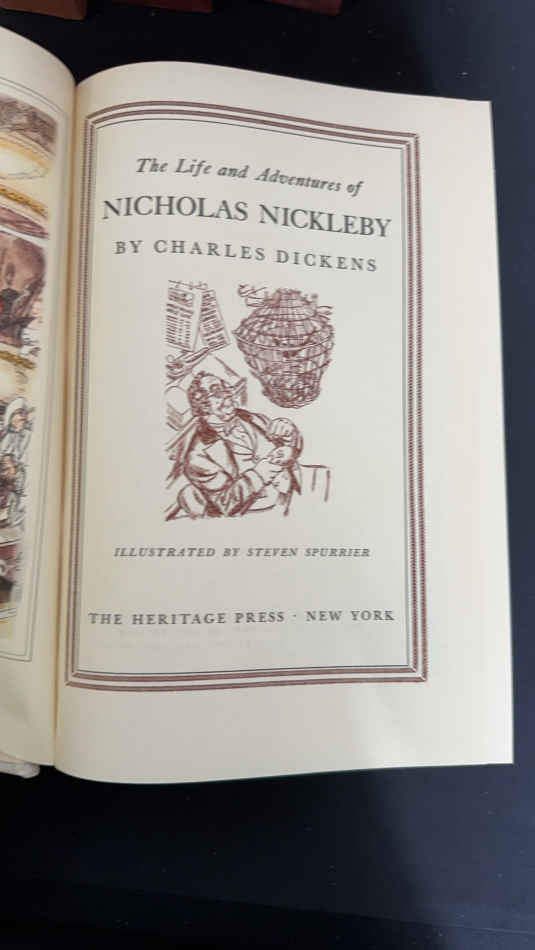 The Life and Adventures of
NICHOLAS NICKLEBY
BY CHARLES DICKENS
ILLUSTRATED BY STEVEN SPURRIER
THE HERITAGE PRESS · NEW YORK